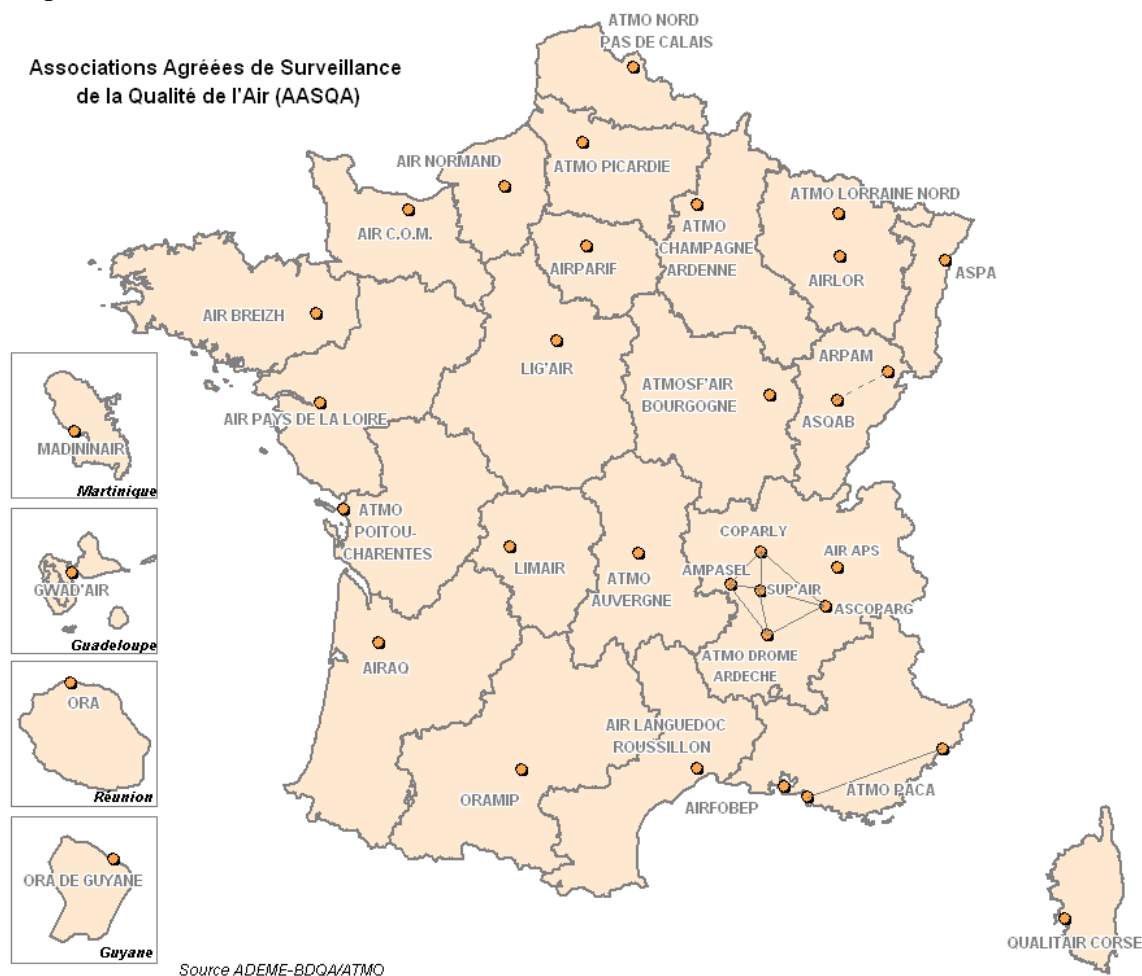 ATMO NORD
PAS DE CALAIS
Associations Agréées de Surveillance
de la Qualité de l'Air (AASQA)
AIR NORMAND
ATMO PICARDIE
ATMO LORRAINE NORD
AIR C.O.M.
ATMO
CHAMPAGNE
ARDENNE
AIRPARIF
AIRLOR
ASPA
AIR BREIZH
LIG'AIR
ARPAM
ATMOSF'AIR
BOURGOGNE
ASQAB
AIR PAYS DE LA LOIRE
MADININAIR
Martinique
ATMO
POITOU-
CHARENTES
LIMAIR
ATMO
AUVERGNE
COPARLY
AIR APS
AMPASEL
SUP'AIR
ASCOPARG
GWAD'AIR
Guadeloupe
ATMO DROME
ARDECHE
AIRAQ
ORA
Réunion
AIR LANGUEDOC
ROUSSILLON
ORAMIP
AIRFOBEP
ATMO PACA
ORA DE GUYANE
Guyane
QUALITAIR CORSE
Source ADEME-BDQA/ATMO